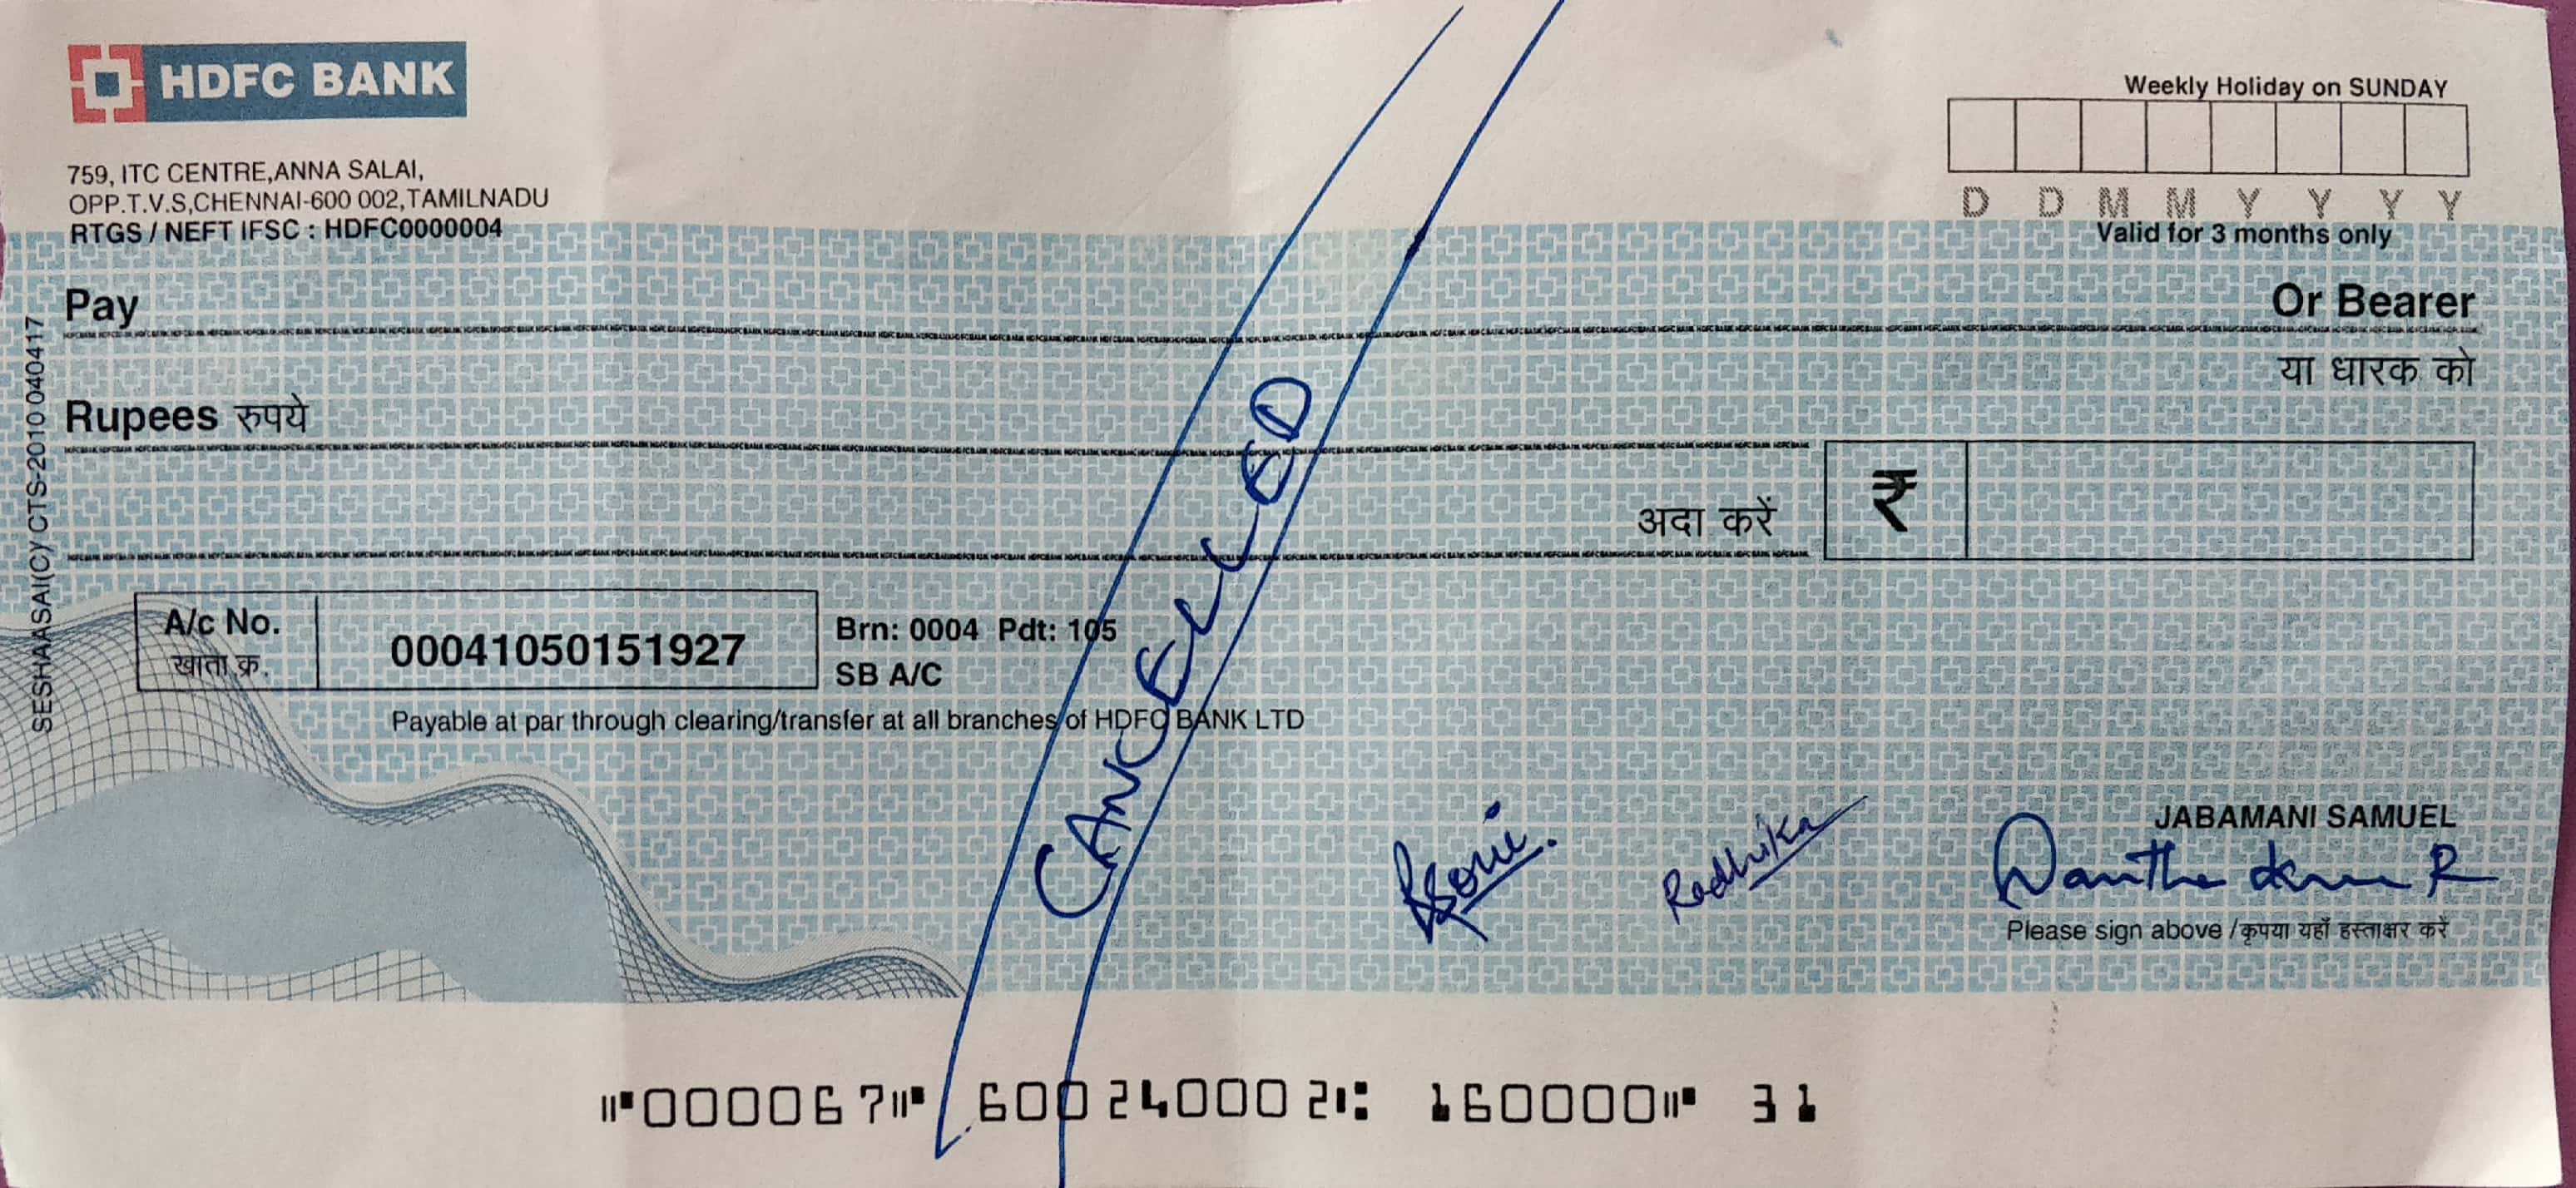 HDFC BANK
Weekly Holiday on SUNDAY
759, ITC CENTRE,ANNA SALAI,
OPP.T.V.S,CHENNAI-600 002,TAMILNADU
RTGS / NEFT IFSC : HDFC0000004
D D M M Y Y Y Y
Valid for 3 months only
Pay
Or Bearer
या धारक को
Rupees रुपये
अदा करें
₹
A/c No.
खाता क्र.
00041050151927
Brn: 0004 Pdt: 105
SB A/C
Payable at par through clearing/transfer at all branches of HDFC BANK LTD
CANCELLED
SESHAASAI(C)/ CTS-2010 040417
JABAMANI SAMUEL
Radhika
Please sign above / कृपया यहाँ हस्ताक्षर करें
⑈000067⑈ 600240002⑆ 160000⑈ 31